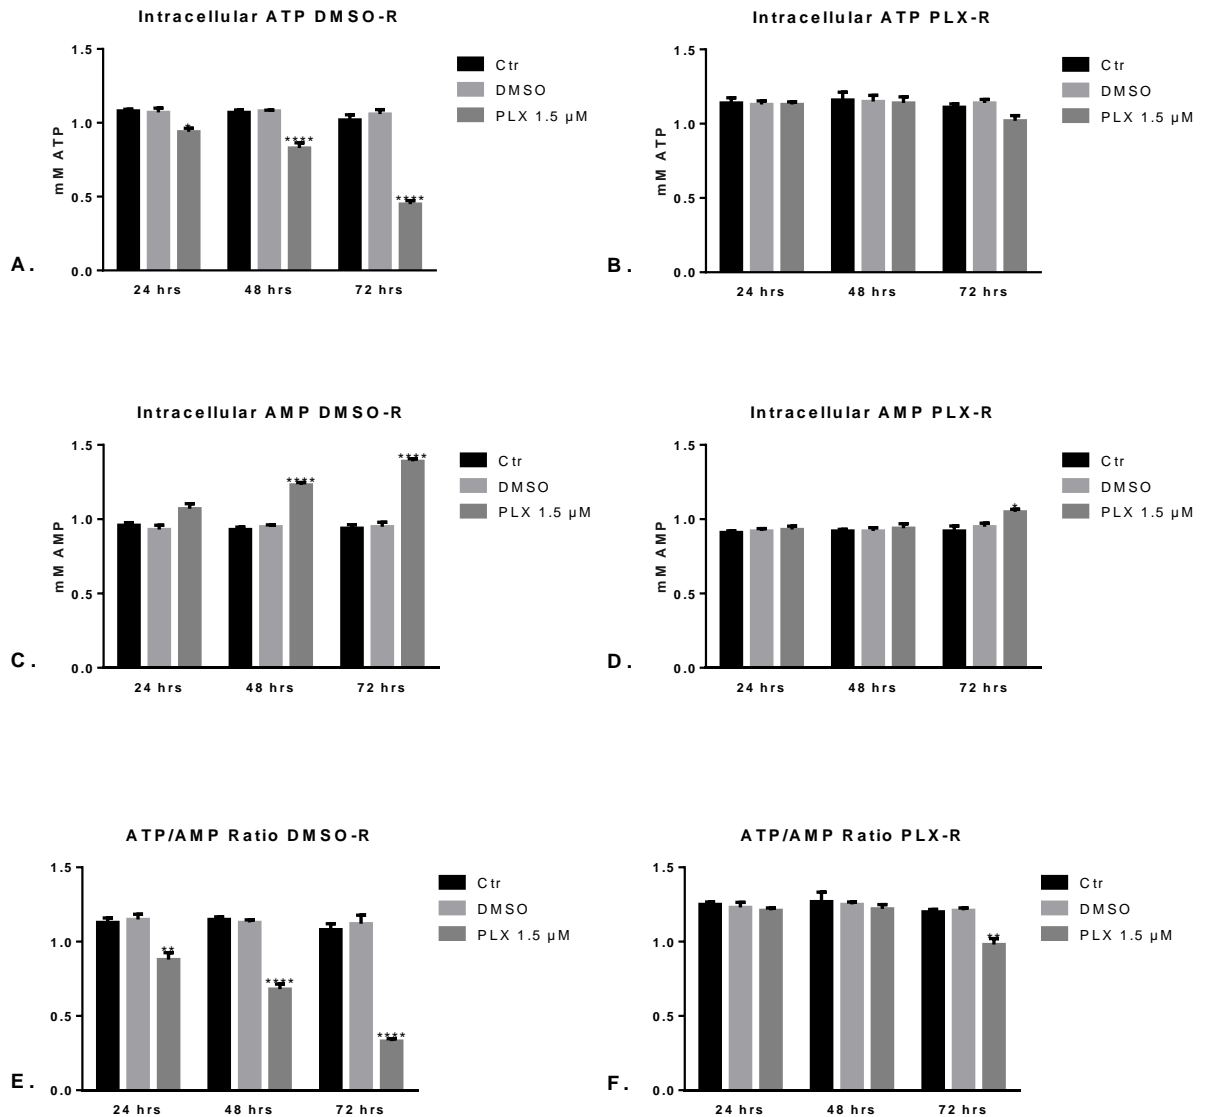 Intracellular ATP DMSO-R
1.5
1.0
0.5
0.0
mM ATP
*
****
****
24 hrs
48 hrs
72 hrs
Ctr
DMSO
PLX 1.5 µM
A.
Intracellular ATP PLX-R
1.5
1.0
0.5
0.0
mM ATP
24 hrs
48 hrs
72 hrs
Ctr
DMSO
PLX 1.5 µM
B.
Intracellular AMP DMSO-R
1.5
1.0
0.5
0.0
mM AMP
****
****
24 hrs
48 hrs
72 hrs
Ctr
DMSO
PLX 1.5 µM
C.
Intracellular AMP PLX-R
1.5
1.0
0.5
0.0
mM AMP
*
24 hrs
48 hrs
72 hrs
Ctr
DMSO
PLX 1.5 µM
D.
ATP/AMP Ratio DMSO-R
1.5
1.0
0.5
0.0
**
****
****
24 hrs
48 hrs
72 hrs
Ctr
DMSO
PLX 1.5 µM
E.
ATP/AMP Ratio PLX-R
1.5
1.0
0.5
0.0
**
24 hrs
48 hrs
72 hrs
Ctr
DMSO
PLX 1.5 µM
F.